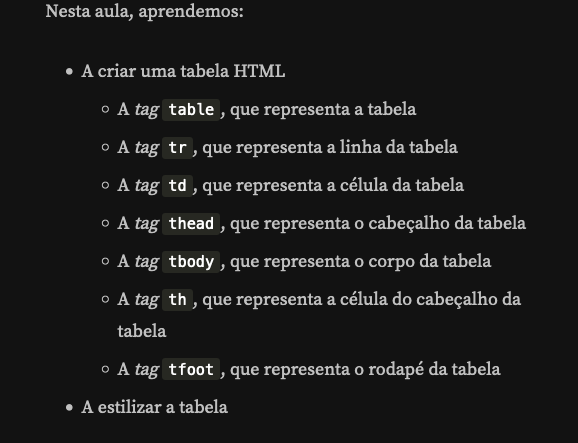 Nesta aula, aprendemos:
• A criar uma tabela HTML
◦ A tag table, que representa a tabela
◦ A tag tr, que representa a linha da tabela
◦ A tag td, que representa a célula da tabela
◦ A tag thead, que representa o cabeçalho da tabela
◦ A tag tbody, que representa o corpo da tabela
◦ A tag th, que representa a célula do cabeçalho da
tabela
◦ A tag tfoot, que representa o rodapé da tabela
• A estilizar a tabela